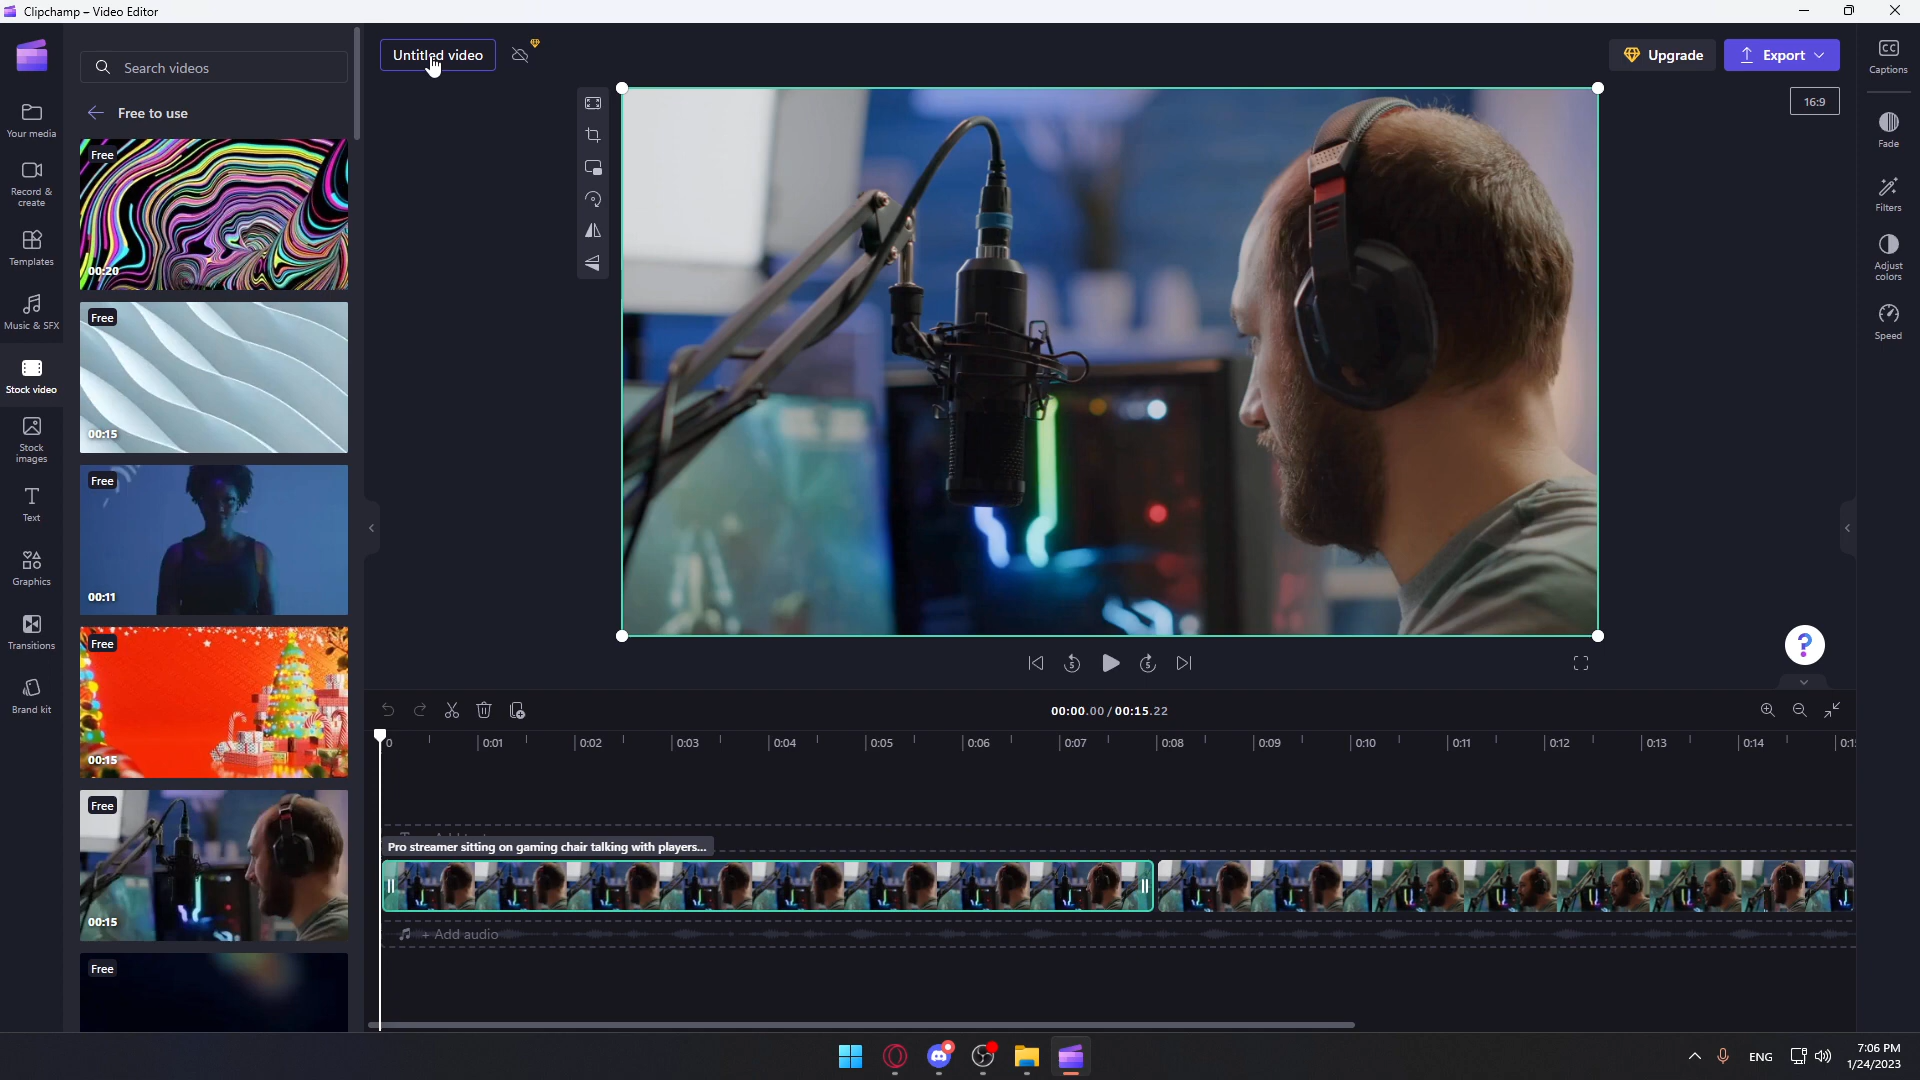 Clipchamp – Video Editor
Search videos
Free to use
Your media
Record &
create
Templates
Music & SFX
Stock video
Stock
images
Text
Graphics
Transitions
Brand kit
Free
00:20
Free
00:15
Free
00:11
Free
00:15
Free
00:15
Free
Untitled video
Upgrade
Export
16:9
CC
Captions
Fade
Filters
Adjust
colors
Speed
5
5
?
00:00.00 / 00:15.22
0
0:01
0:02
0:03
0:04
0:05
0:06
0:07
0:08
0:09
0:10
0:11
0:12
0:13
0:14
Pro streamer sitting on gaming chair talking with players...
+ Add audio
ENG
7:06 PM
1/24/2023